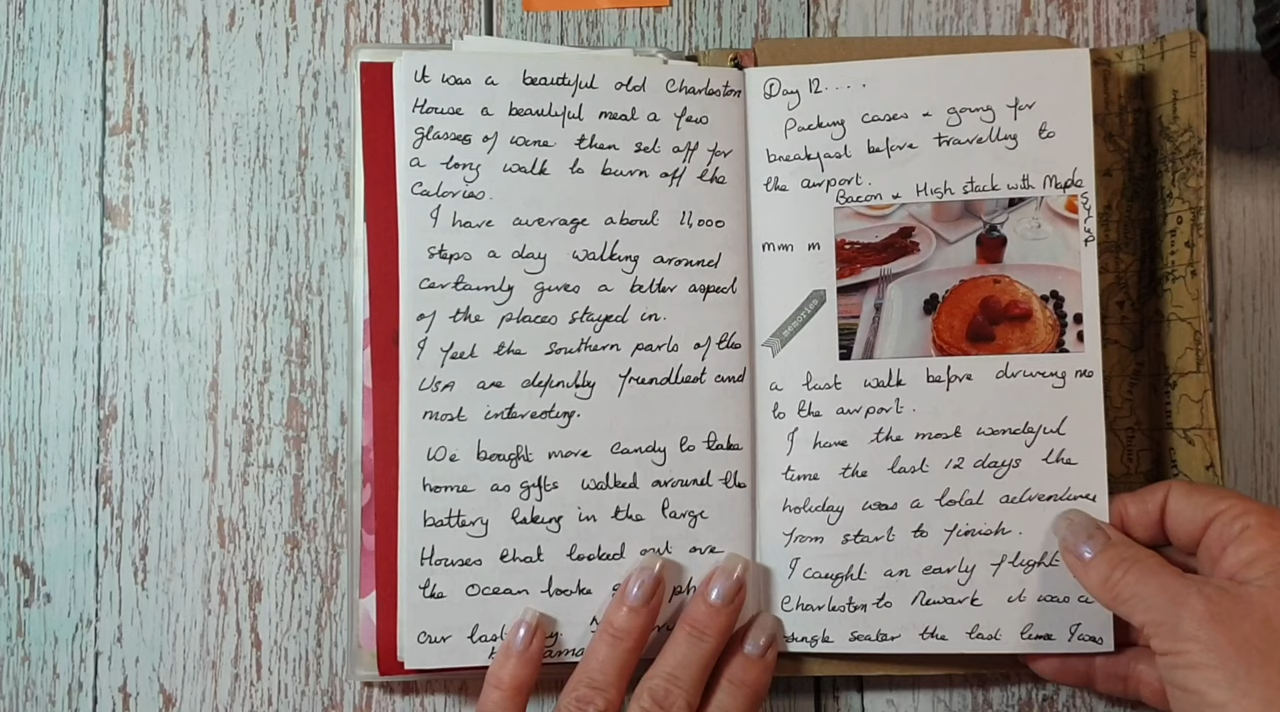 It was a beautiful old Charleston
House a beautiful meal a few
glasses of wine then set off for
a long walk to burn off the
Calories.
I have average about 11,000
steps a day walking around
certainly gives a better aspect
of the places stayed in.
I feel the Southern parts of the
USA are definitly friendliest and
most interesting.
We bought more candy to take
home as gifts walked around the
battery taking in the large
Houses that looked out over
the Ocean
our last
Day 12....
Packing cases & going for
breakfast before travelling to
the airport.
Bacon & High stack with Maple
Syrup
mm m
memories
a last walk before driving me
to the airport.
I have the most wondeful
time the last 12 days the
holiday was a total adventure
from start to finish.
I caught an early flight
Charleston to Newark it was a
single seater the last time I was